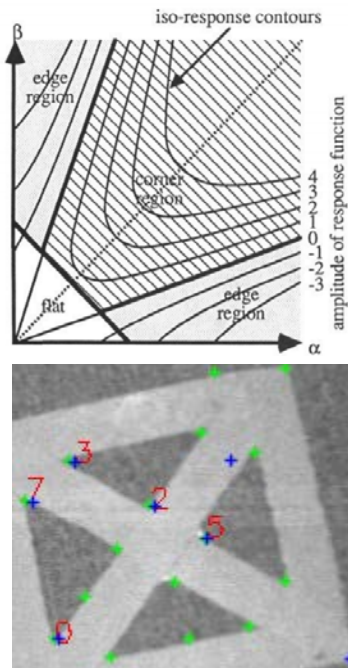 iso-response contours
β
edge
region
corner
region
4
3
2
1
0
-1
-2
-3
amplitude of response function
flat
edge
region
α
3
7
2
5
0